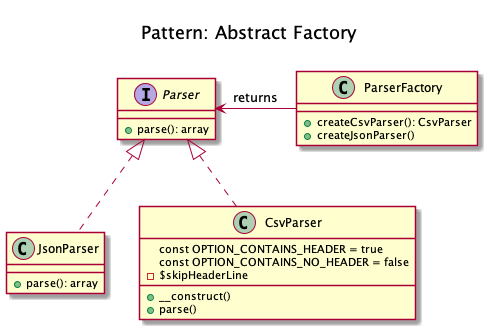 Pattern: Abstract Factory
I Parser
parse(): array
returns
C ParserFactory
createCsvParser(): CsvParser
createJsonParser()
C JsonParser
parse(): array
C CsvParser
const OPTION_CONTAINS_HEADER = true
const OPTION_CONTAINS_NO_HEADER = false
$skipHeaderLine
__construct()
parse()